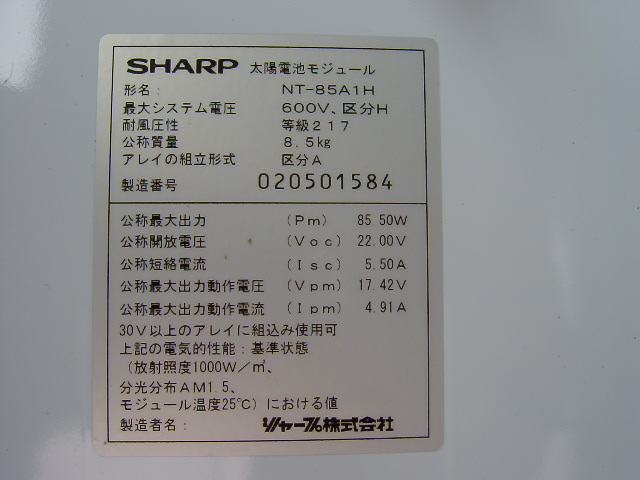 SHARP 太陽電池モジュール
形名： NT-85A1H
最大システム電圧 600V、区分H
耐風圧性 等級217
公称質量 8.5kg
アレイの組立形式 区分A
製造番号 020501584
公称最大出力 (Pm) 85.50W
公称開放電圧 (Voc) 22.00V
公称短絡電流 (Isc) 5.50A
公称最大出力動作電圧 (Vpm) 17.42V
公称最大出力動作電流 (Ipm) 4.91A
30V以上のアレイに組込み使用可
上記の電気的性能：基準状態
(放射照度1000W/㎡、
分光分布AM1.5、
モジュール温度25℃)における値
製造者名： シャープ株式会社